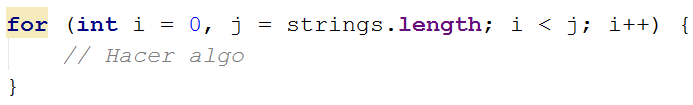 for (int i = 0, j = strings.length; i < j; i++) {
    // Hacer algo
}